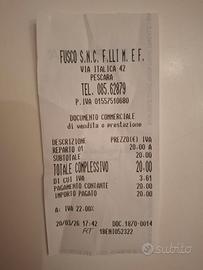 FUSCO S.N.C. F.LLI M. E F.
VIA ITALICA 42
PESCARA
TEL. 085.62879
P.IVA 01557510680
DOCUMENTO COMMERCIALE
di vendita o prestazione
DESCRIZIONE PREZZO(€) IVA
REPARTO 01 20.00 A
SUBTOTALE 20.00
TOTALE COMPLESSIVO 20.00
DI CUI IVA 3.61
PAGAMENTO CONTANTE 20.00
IMPORTO PAGATO 20.00
A: IVA 22.00%
20/03/26 17:42 DOC.1870-0014
RT 1BENI052322
subito